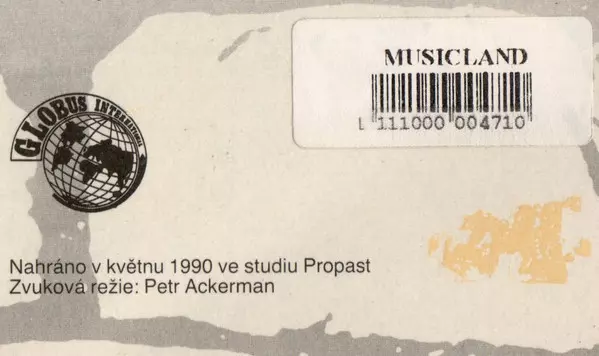 MUSICLAND
L 111000 004710
GLOBUS INTERNATIONAL
Nahráno v květnu 1990 ve studiu Propast
Zvuková režie: Petr Ackerman